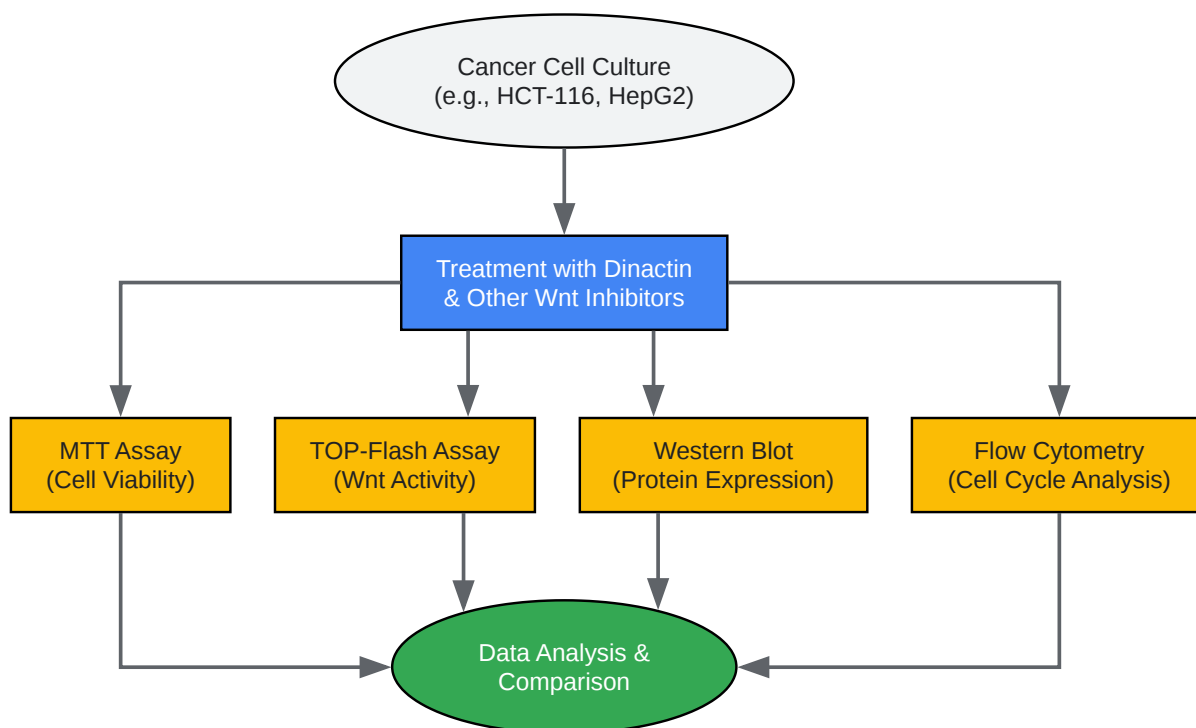 Cancer Cell Culture
(e.g., HCT-116, HepG2)
Treatment with Dinactin
& Other Wnt Inhibitors
MTT Assay
(Cell Viability)
TOP-Flash Assay
(Wnt Activity)
Western Blot
(Protein Expression)
Flow Cytometry
(Cell Cycle Analysis)
Data Analysis &
Comparison